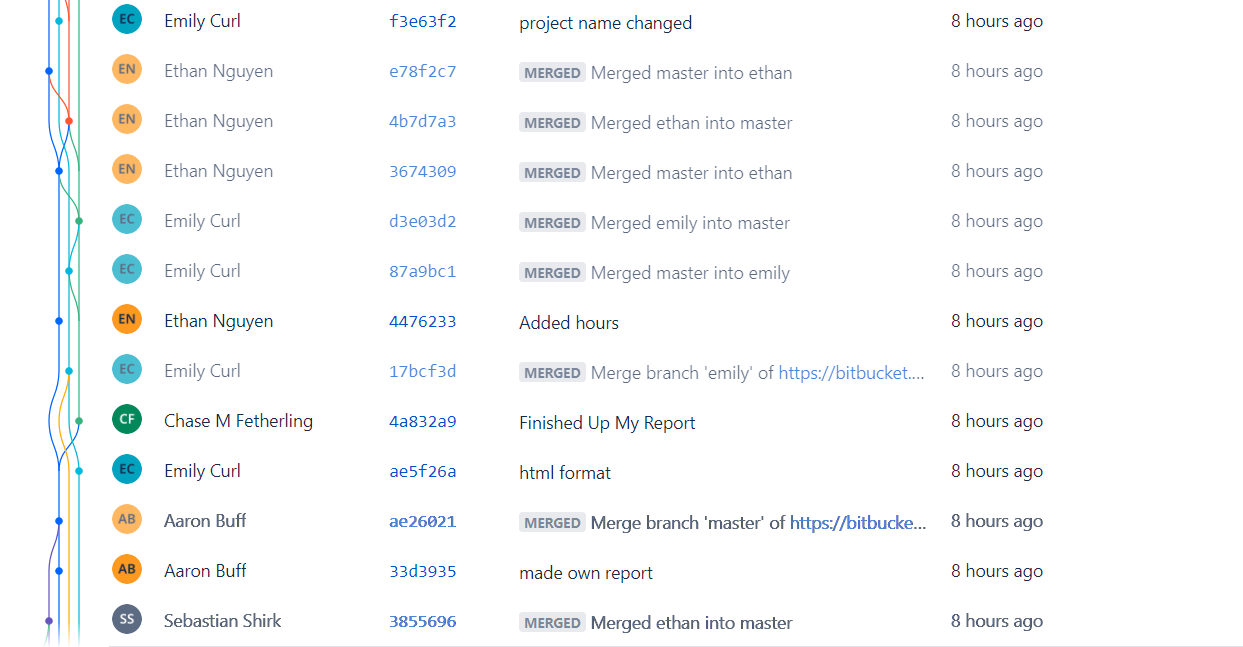 EC Emily Curl f3e63f2 project name changed 8 hours ago
EN Ethan Nguyen e78f2c7 MERGED Merged master into ethan 8 hours ago
EN Ethan Nguyen 4b7d7a3 MERGED Merged ethan into master 8 hours ago
EN Ethan Nguyen 3674309 MERGED Merged master into ethan 8 hours ago
EC Emily Curl d3e03d2 MERGED Merged emily into master 8 hours ago
EC Emily Curl 87a9bc1 MERGED Merged master into emily 8 hours ago
EN Ethan Nguyen 4476233 Added hours 8 hours ago
EC Emily Curl 17bcf3d MERGED Merge branch 'emily' of https://bitbucket.... 8 hours ago
CF Chase M Fetherling 4a832a9 Finished Up My Report 8 hours ago
EC Emily Curl ae5f26a html format 8 hours ago
AB Aaron Buff ae26021 MERGED Merge branch 'master' of https://bitbucke... 8 hours ago
AB Aaron Buff 33d3935 made own report 8 hours ago
SS Sebastian Shirk 3855696 MERGED Merged ethan into master 8 hours ago